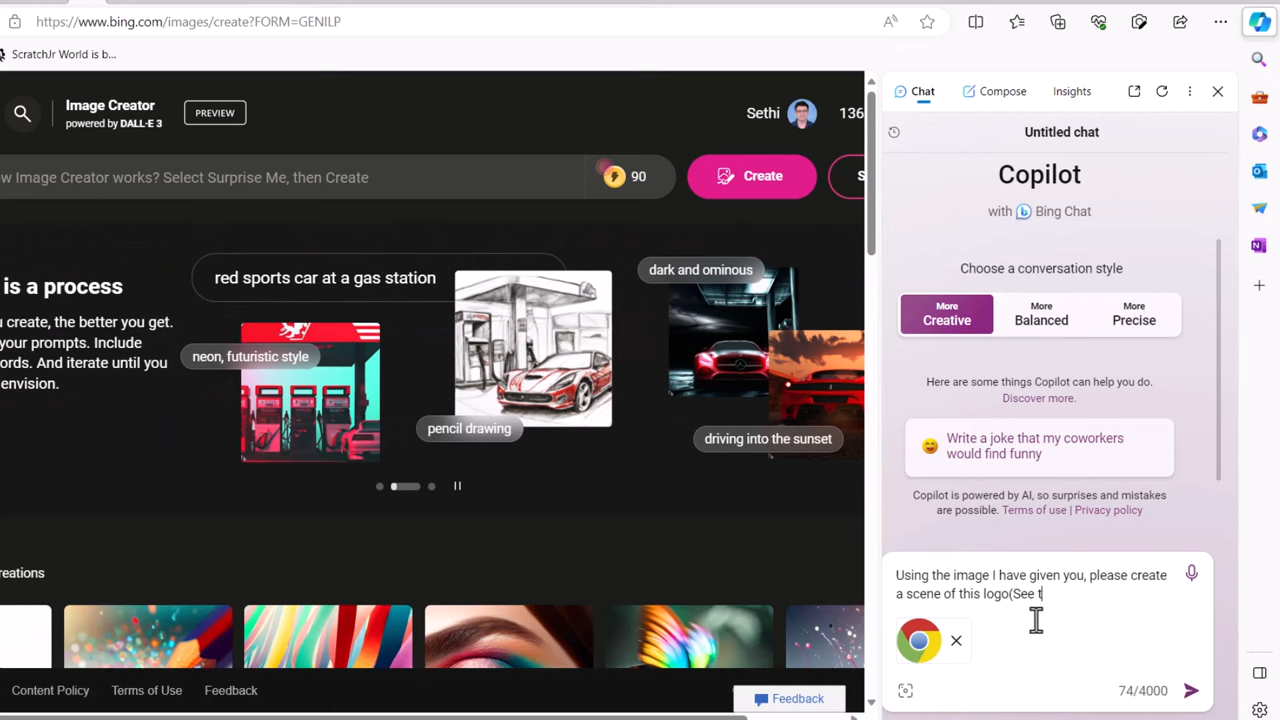 https://www.bing.com/images/create?FORM=GENILP
ScratchJr World is b...
Image Creator
powered by DALL·E 3
PREVIEW
Sethi
136
w Image Creator works? Select Surprise Me, then Create
90
Create
S
is a process
u create, the better you get.
your prompts. Include
ords. And iterate until you
envision.
red sports car at a gas station
neon, futuristic style
pencil drawing
dark and ominous
driving into the sunset
eations
Content Policy
Terms of Use
Feedback
Feedback
Chat
Compose
Insights
Untitled chat
Copilot
with Bing Chat
Choose a conversation style
More
Creative
More
Balanced
More
Precise
Here are some things Copilot can help you do.
Discover more.
Write a joke that my coworkers
would find funny
Copilot is powered by AI, so surprises and mistakes
are possible. Terms of use | Privacy policy
Using the image I have given you, please create
a scene of this logo(See t
74/4000